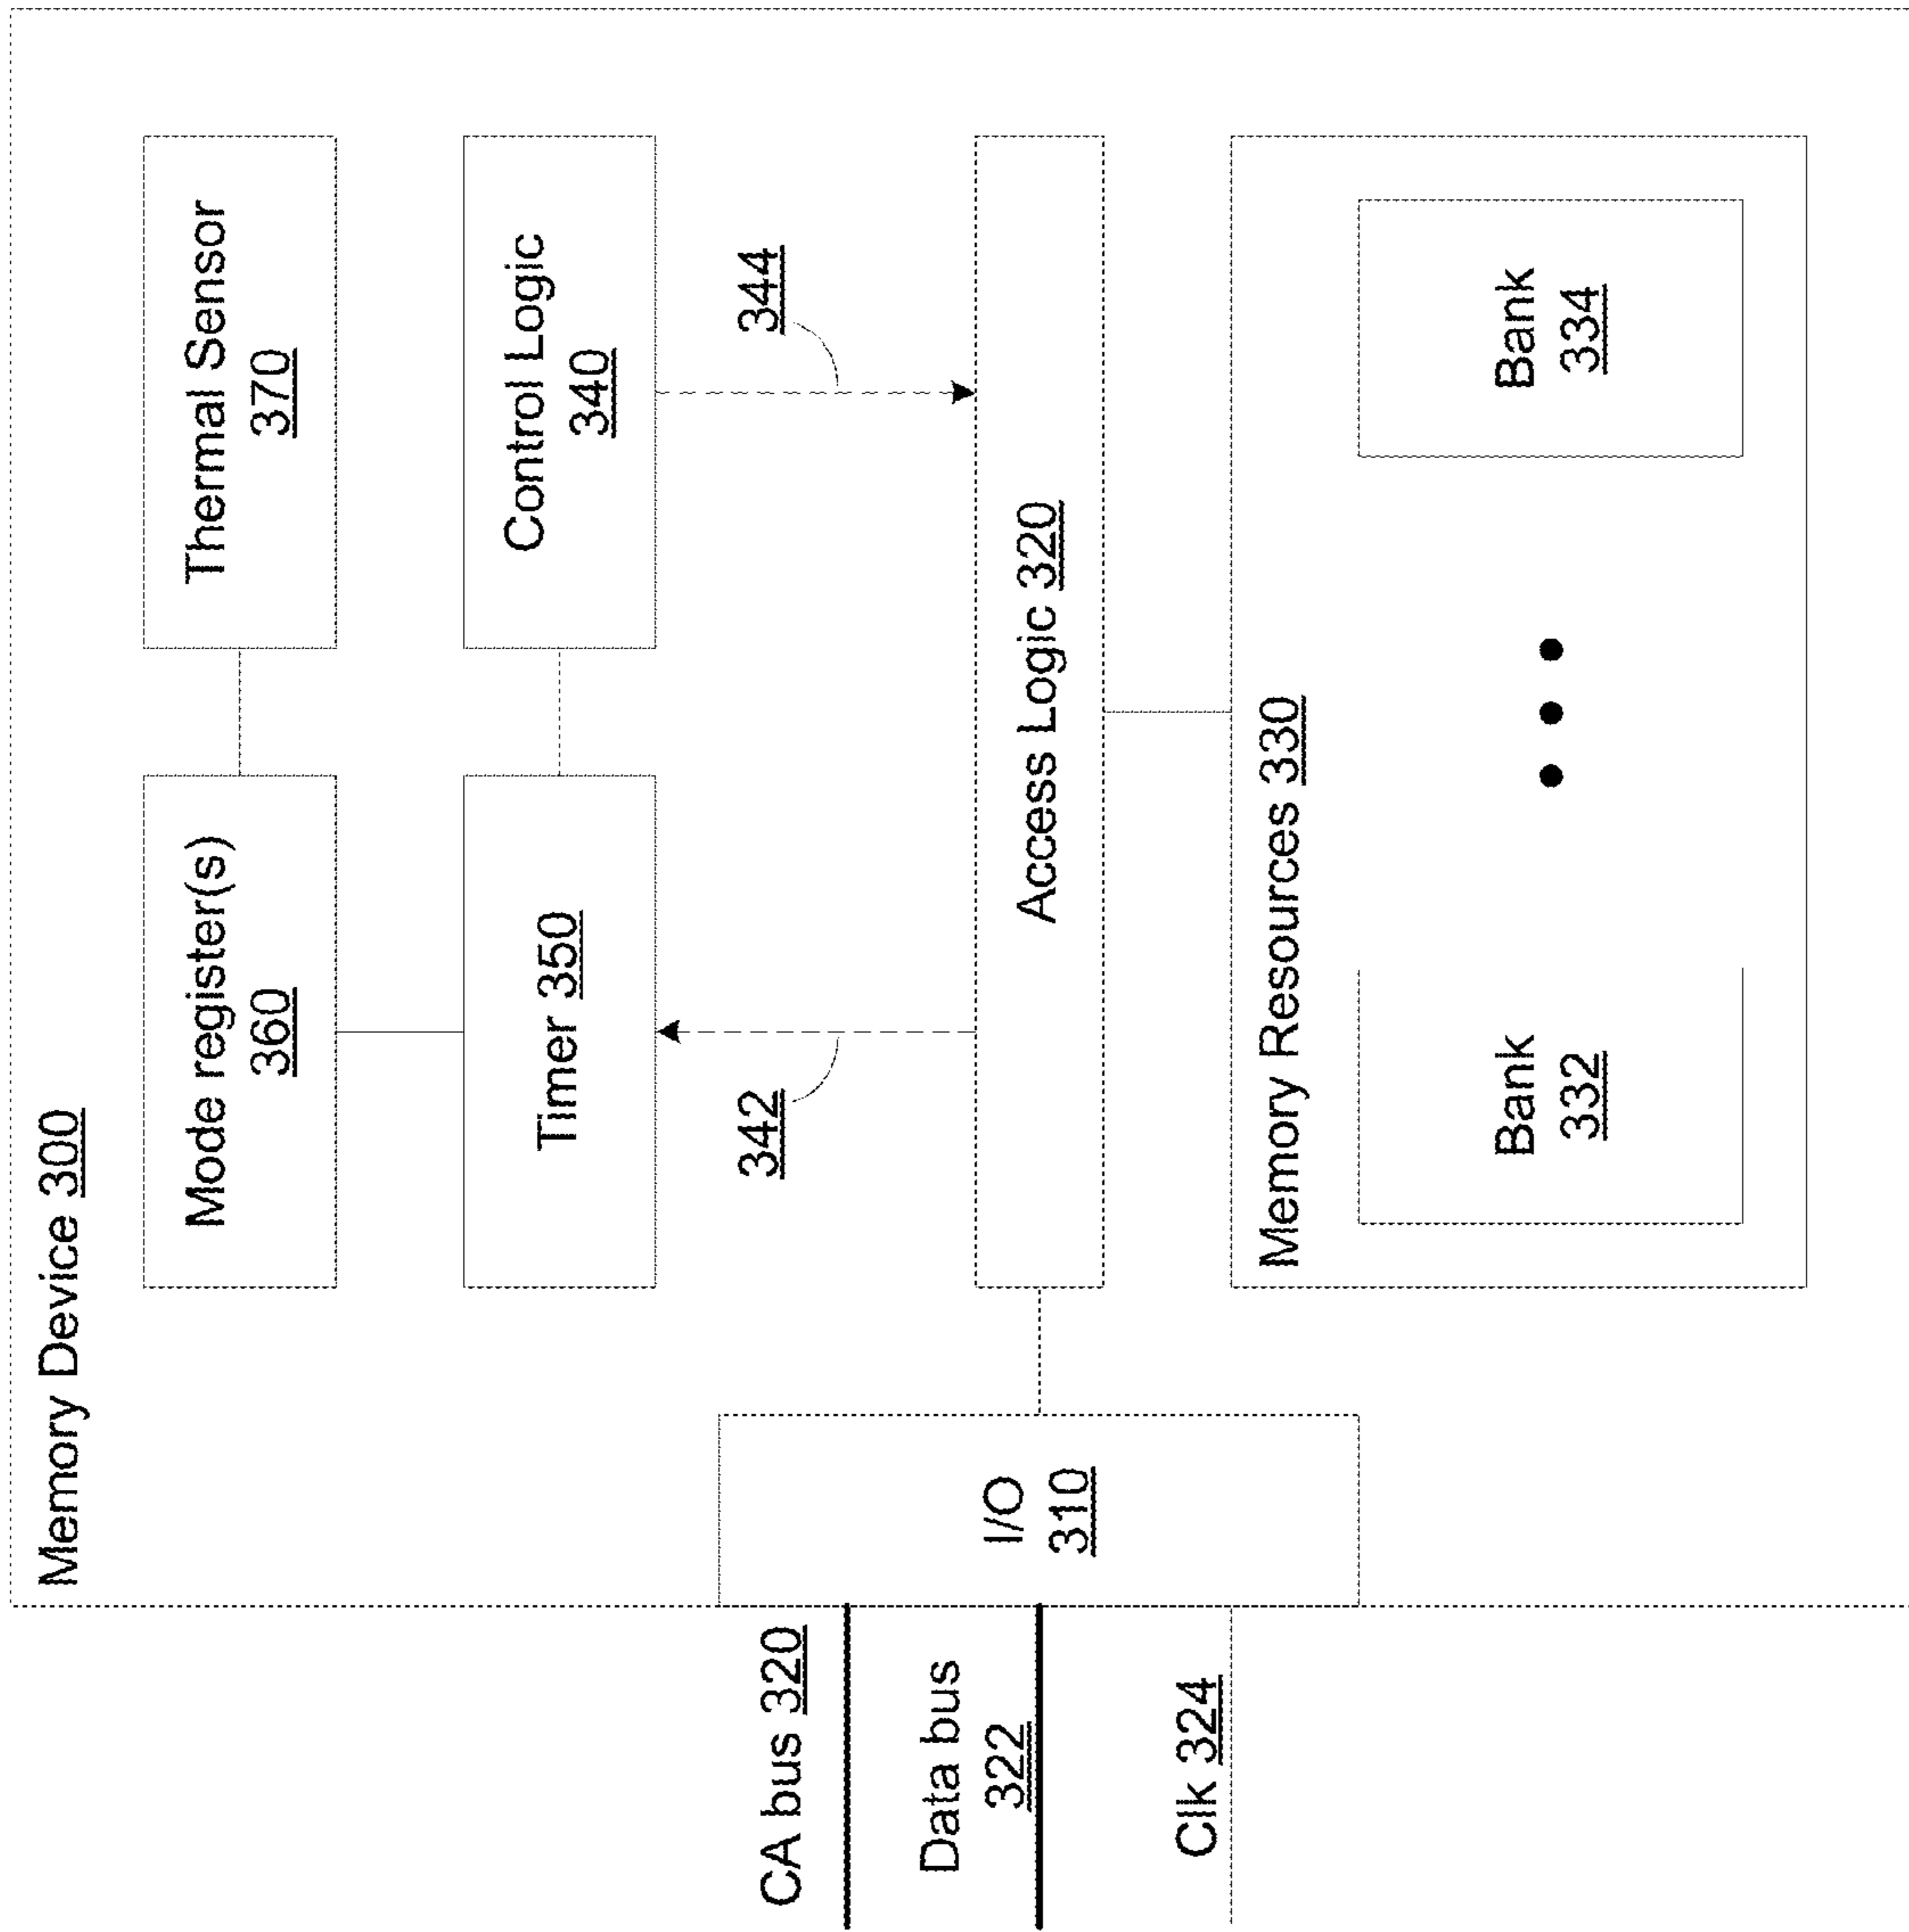 Memory Device 300
Mode register(s)
360
Thermal Sensor
370
Timer 350
Control Logic
340
342
344
CA bus 320
Data bus
322
Clk 324
I/O
310
Access Logic 320
Memory Resources 330
Bank
332
Bank
334